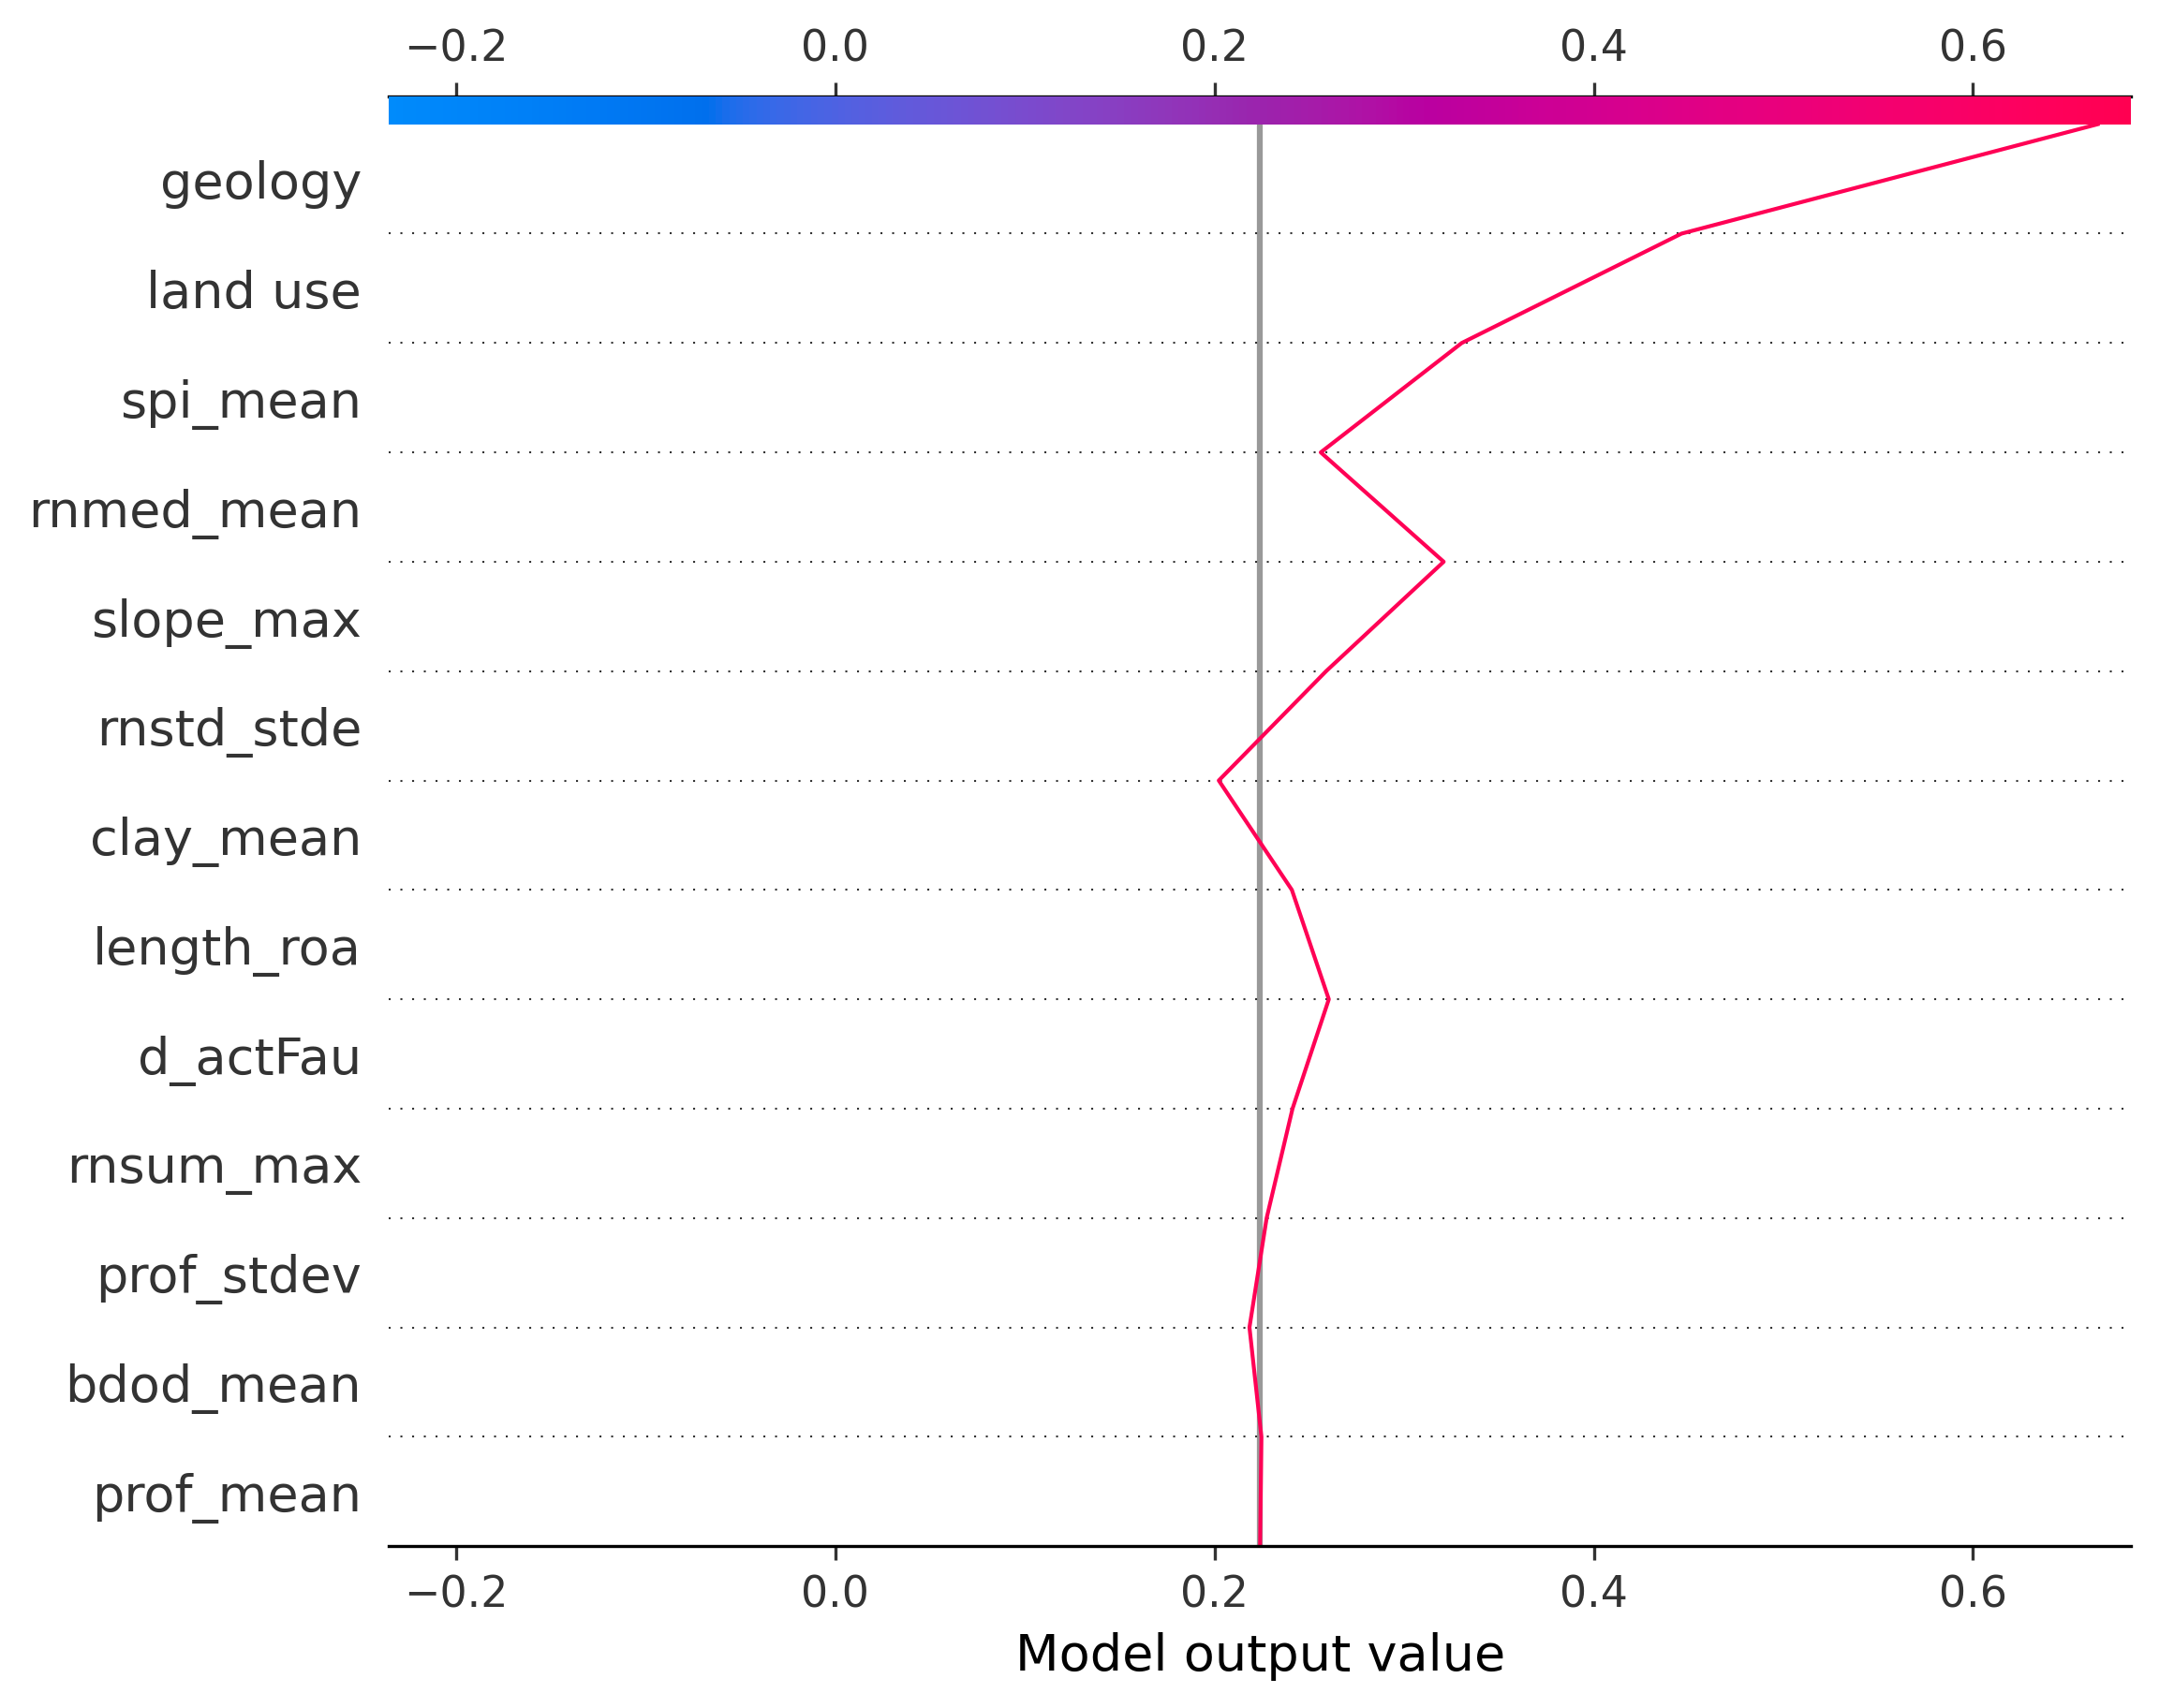 −0.2 0.0 0.2 0.4 0.6
geology
land use
spi_mean
rnmed_mean
slope_max
rnstd_stde
clay_mean
length_roa
d_actFau
rnsum_max
prof_stdev
bdod_mean
prof_mean
−0.2 0.0 0.2 0.4 0.6
Model output value